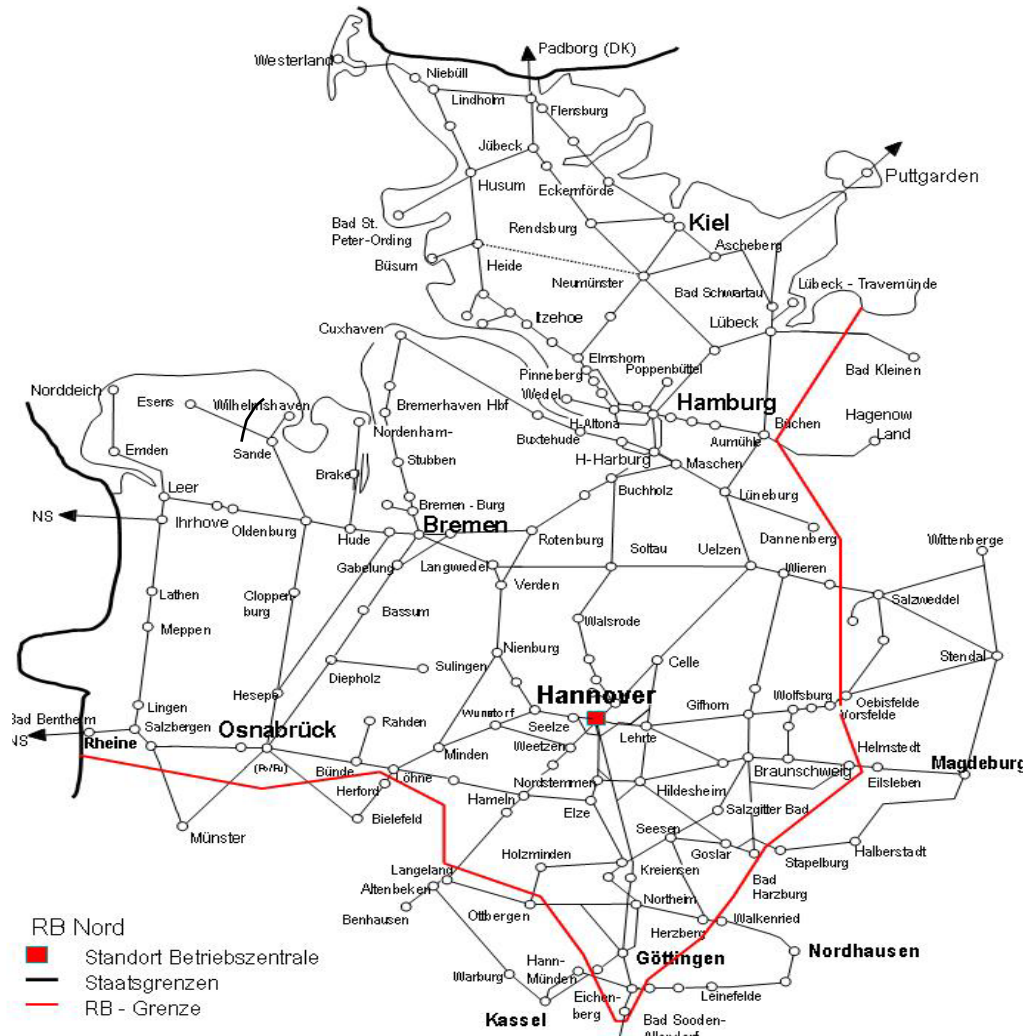 Padborg (DK)
Westerland
Niebüll
Lindholm
Flensburg
Jübeck
Husum
Eckernförde
Puttgarden
Bad St.
Peter-Ording
Rendsburg
Kiel
Ascheberg
Büsum
Heide
Neumünster
Bad Schwartau
Lübeck - Travemünde
Itzehoe
Lübeck
Cuxhaven
Elmshorn
Pinneberg
Poppenbüttel
Bad Kleinen
Norddeich
Esens
Wilhelmshaven
Bremerhaven Hbf
Wedel
Hamburg
Hagenow
Land
Nordenham-
H-Altona
Büchen
Buxtehude
Aumühle
Emden
Sande
Stubben
H-Harburg
Maschen
Brake
Leer
Buchholz
Lüneburg
NS
Ihrhove
Bremen - Burg
Bremen
Oldenburg
Hude
Rotenburg
Dannenberg
Wittenberge
Gabelung
Langwedel
Soltau
Uelzen
Wieren
Lathen
Cloppen-
burg
Bassum
Verden
Salzweddel
Meppen
Walsrode
Nienburg
Stendal
Sulingen
Diepholz
Celle
Hesepe
Hannover
Wolfsburg
Oebisfelde
Lingen
Gifhorn
Vorsfelde
Bad Bentheim
Salzbergen
Osnabrück
Rahden
Wunstorf
Seelze
NS
Rheine
Weetzen
Lehrte
Helmstedt
Minden
Magdeburg
(Po/Ru)
Bünde
Löhne
Nordstemmen
Braunschweig
Herford
Hildesheim
Eilsleben
Hameln
Elze
Salzgitter Bad
Münster
Bielefeld
Seesen
Holzminden
Goslar
Halberstadt
Stapelburg
Langeland
Kreiensen
Bad
Harzburg
Altenbeken
Benhausen
Ottbergen
Northeim
Herzberg
Walkenried
RB Nord
Standort Betriebszentrale
Staatsgrenzen
RB - Grenze
Göttingen
Nordhausen
Warburg
Hann-
Münden
Eichen-
berg
Leinefelde
Kassel
Bad Sooden-
Allendorf